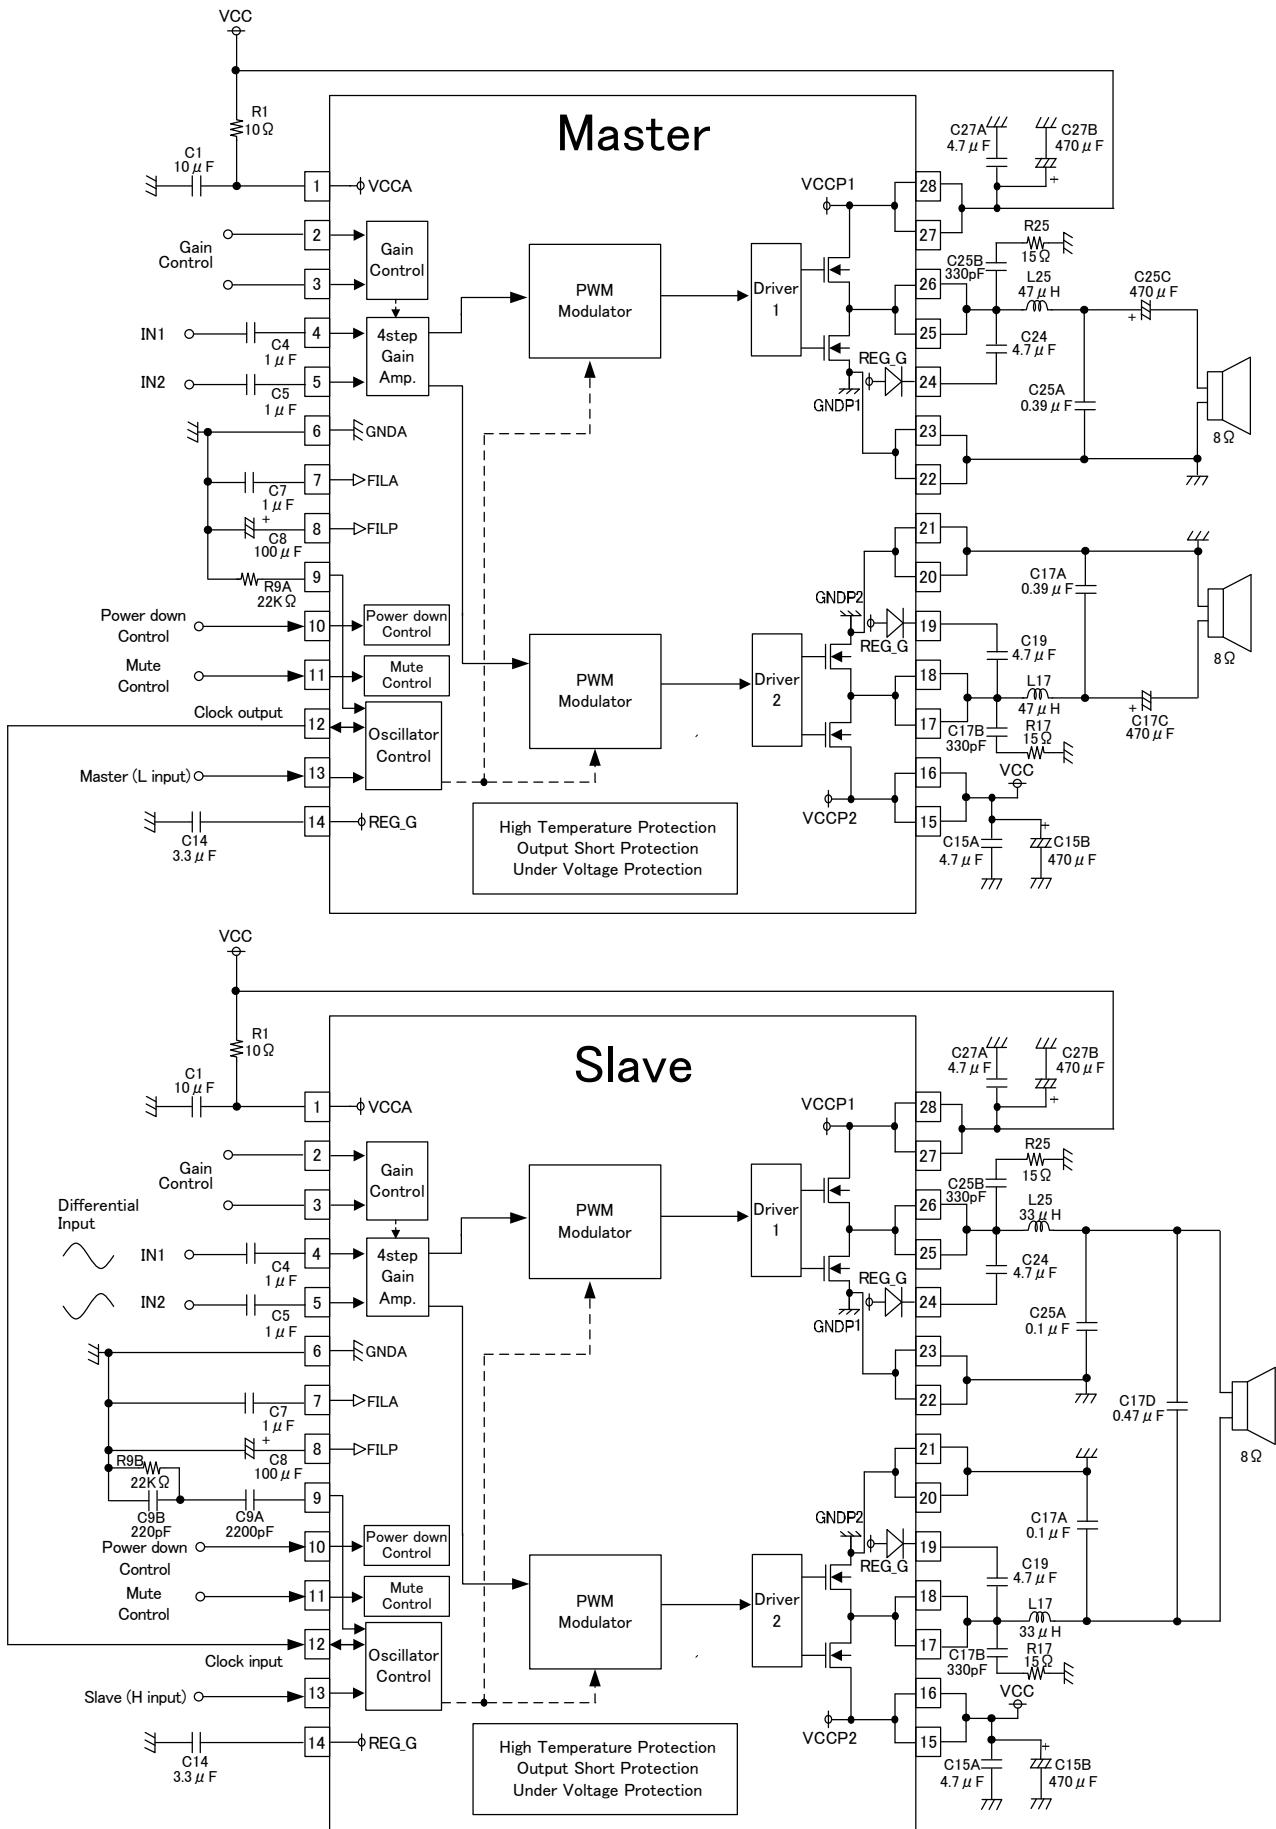 VCC
R1
10Ω
C1
10μF
Master
C27A
4.7μF
C27B
470μF
1
VCCA
VCCP1
28
27
2
3
Gain
Control
Gain
Control
PWM
Modulator
Driver
1
R25
15Ω
C25B
330pF
L25
47μH
C25C
470μF
+
26
25
IN1
C4
1μF
4
4step
Gain
Amp.
IN2
C5
1μF
5
REG_G
24
C24
4.7μF
GNDP1
C25A
0.39μF
8Ω
6
GNDA
23
22
7
FILA
C7
1μF
8
FILP
+
C8
100μF
21
20
9
R9A
22KΩ
C17A
0.39μF
GNDP2
Power down
Control
10
Power down
Control
REG_G
19
C19
4.7μF
8Ω
Mute
Control
11
Mute
Control
PWM
Modulator
Driver
2
18
17
L17
47μH
+
C17C
470μF
Clock output
12
Oscillator
Control
C17B
330pF
R17
15Ω
Master (L input)
13
16
15
VCC
VCCP2
14
REG_G
C14
3.3μF
High Temperature Protection
Output Short Protection
Under Voltage Protection
C15A
4.7μF
+
C15B
470μF
VCC
R1
10Ω
C1
10μF
Slave
C27A
4.7μF
C27B
470μF
+
1
VCCA
VCCP1
28
27
2
3
Gain
Control
Gain
Control
PWM
Modulator
Driver
1
R25
15Ω
C25B
330pF
L25
33μH
26
25
Differential
Input
IN1
C4
1μF
4
4step
Gain
Amp.
IN2
C5
1μF
5
REG_G
24
C24
4.7μF
GNDP1
C25A
0.1μF
6
GNDA
23
22
7
FILA
C7
1μF
C17D
0.47μF
8Ω
8
FILP
+
C8
100μF
21
20
R9B
22KΩ
9
C9B
220pF
C9A
2200pF
C17A
0.1μF
GNDP2
Power down
Control
10
Power down
Control
REG_G
19
C19
4.7μF
Mute
Control
11
Mute
Control
PWM
Modulator
Driver
2
18
17
L17
33μH
12
Clock input
Oscillator
Control
C17B
330pF
R17
15Ω
Slave (H input)
13
16
15
VCC
VCCP2
14
REG_G
C14
3.3μF
High Temperature Protection
Output Short Protection
Under Voltage Protection
C15A
4.7μF
+
C15B
470μF